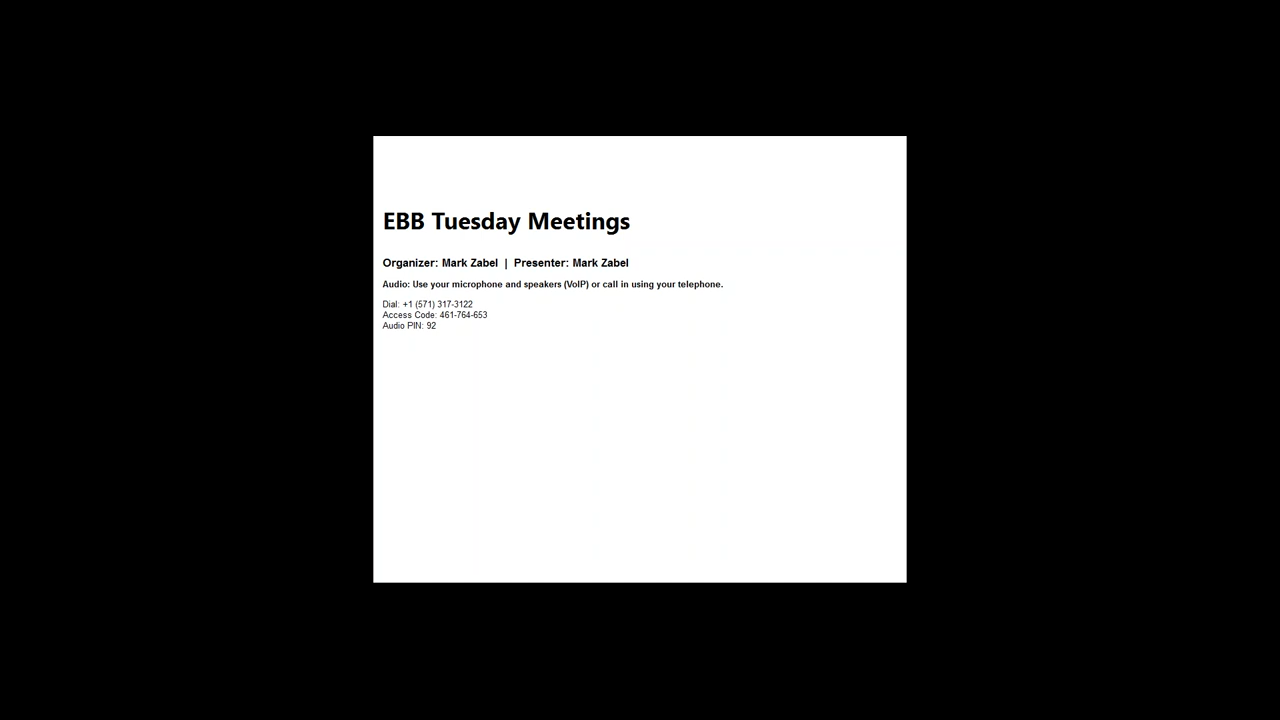 EBB Tuesday Meetings
Organizer: Mark Zabel | Presenter: Mark Zabel
Audio: Use your microphone and speakers (VoIP) or call in using your telephone.
Dial: +1 (571) 317-3122
Access Code: 461-764-653
Audio PIN: 92